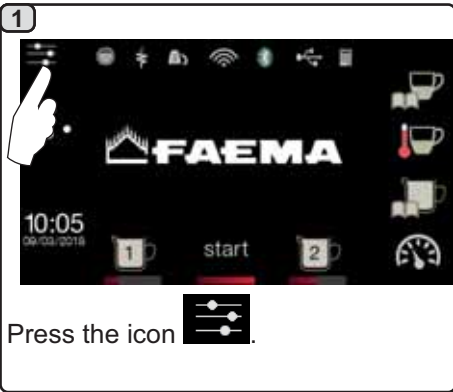 1
FAEMA
10:05
09/03/2018
1 start 2
Press the icon .